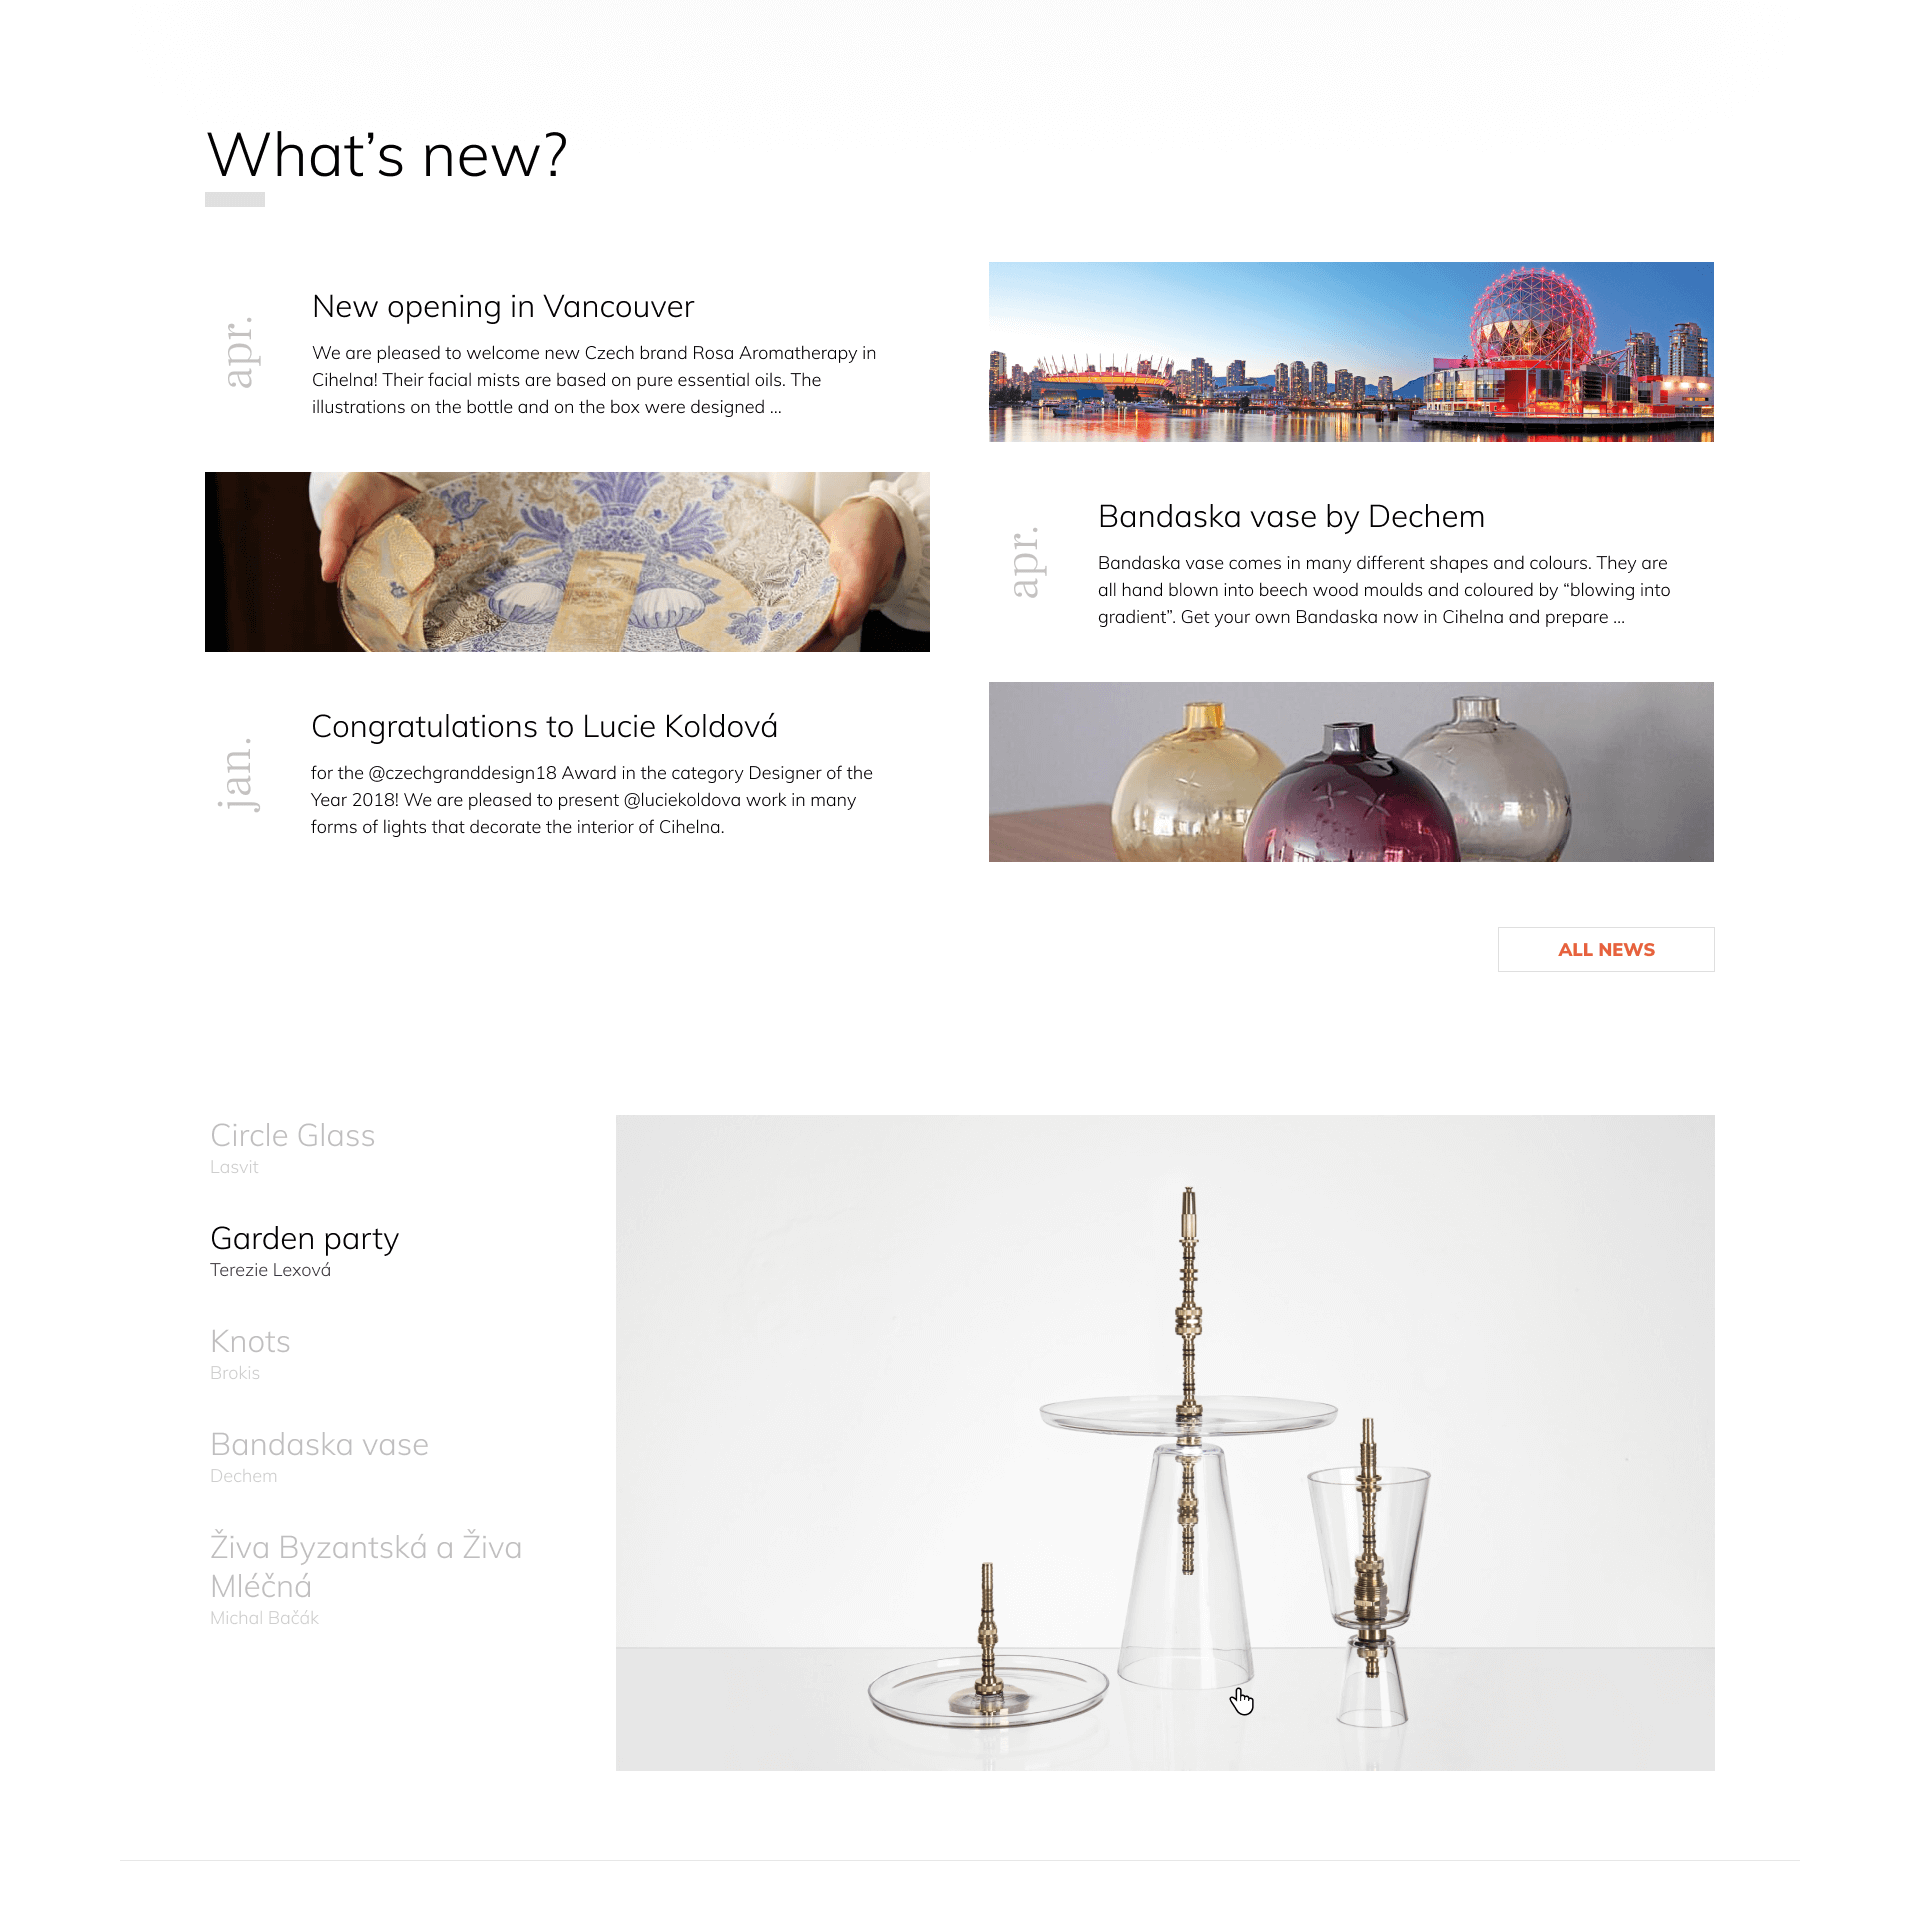 What's new?
apr.
New opening in Vancouver
We are pleased to welcome new Czech brand Rosa Aromatherapy in
Cihelna! Their facial mists are based on pure essential oils. The
illustrations on the bottle and on the box were designed ...
apr.
Bandaska vase by Dechem
Bandaska vase comes in many different shapes and colours. They are
all hand blown into beech wood moulds and coloured by “blowing into
gradient”. Get your own Bandaska now in Cihelna and prepare ...
jan.
Congratulations to Lucie Koldová
for the @czechgranddesign18 Award in the category Designer of the
Year 2018! We are pleased to present @luciekoldova work in many
forms of lights that decorate the interior of Cihelna.
ALL NEWS
Circle Glass
Lasvit
Garden party
Terezie Lexová
Knots
Brokis
Bandaska vase
Dechem
Živa Byzantská a Živa
Mléčná
Michal Bačák